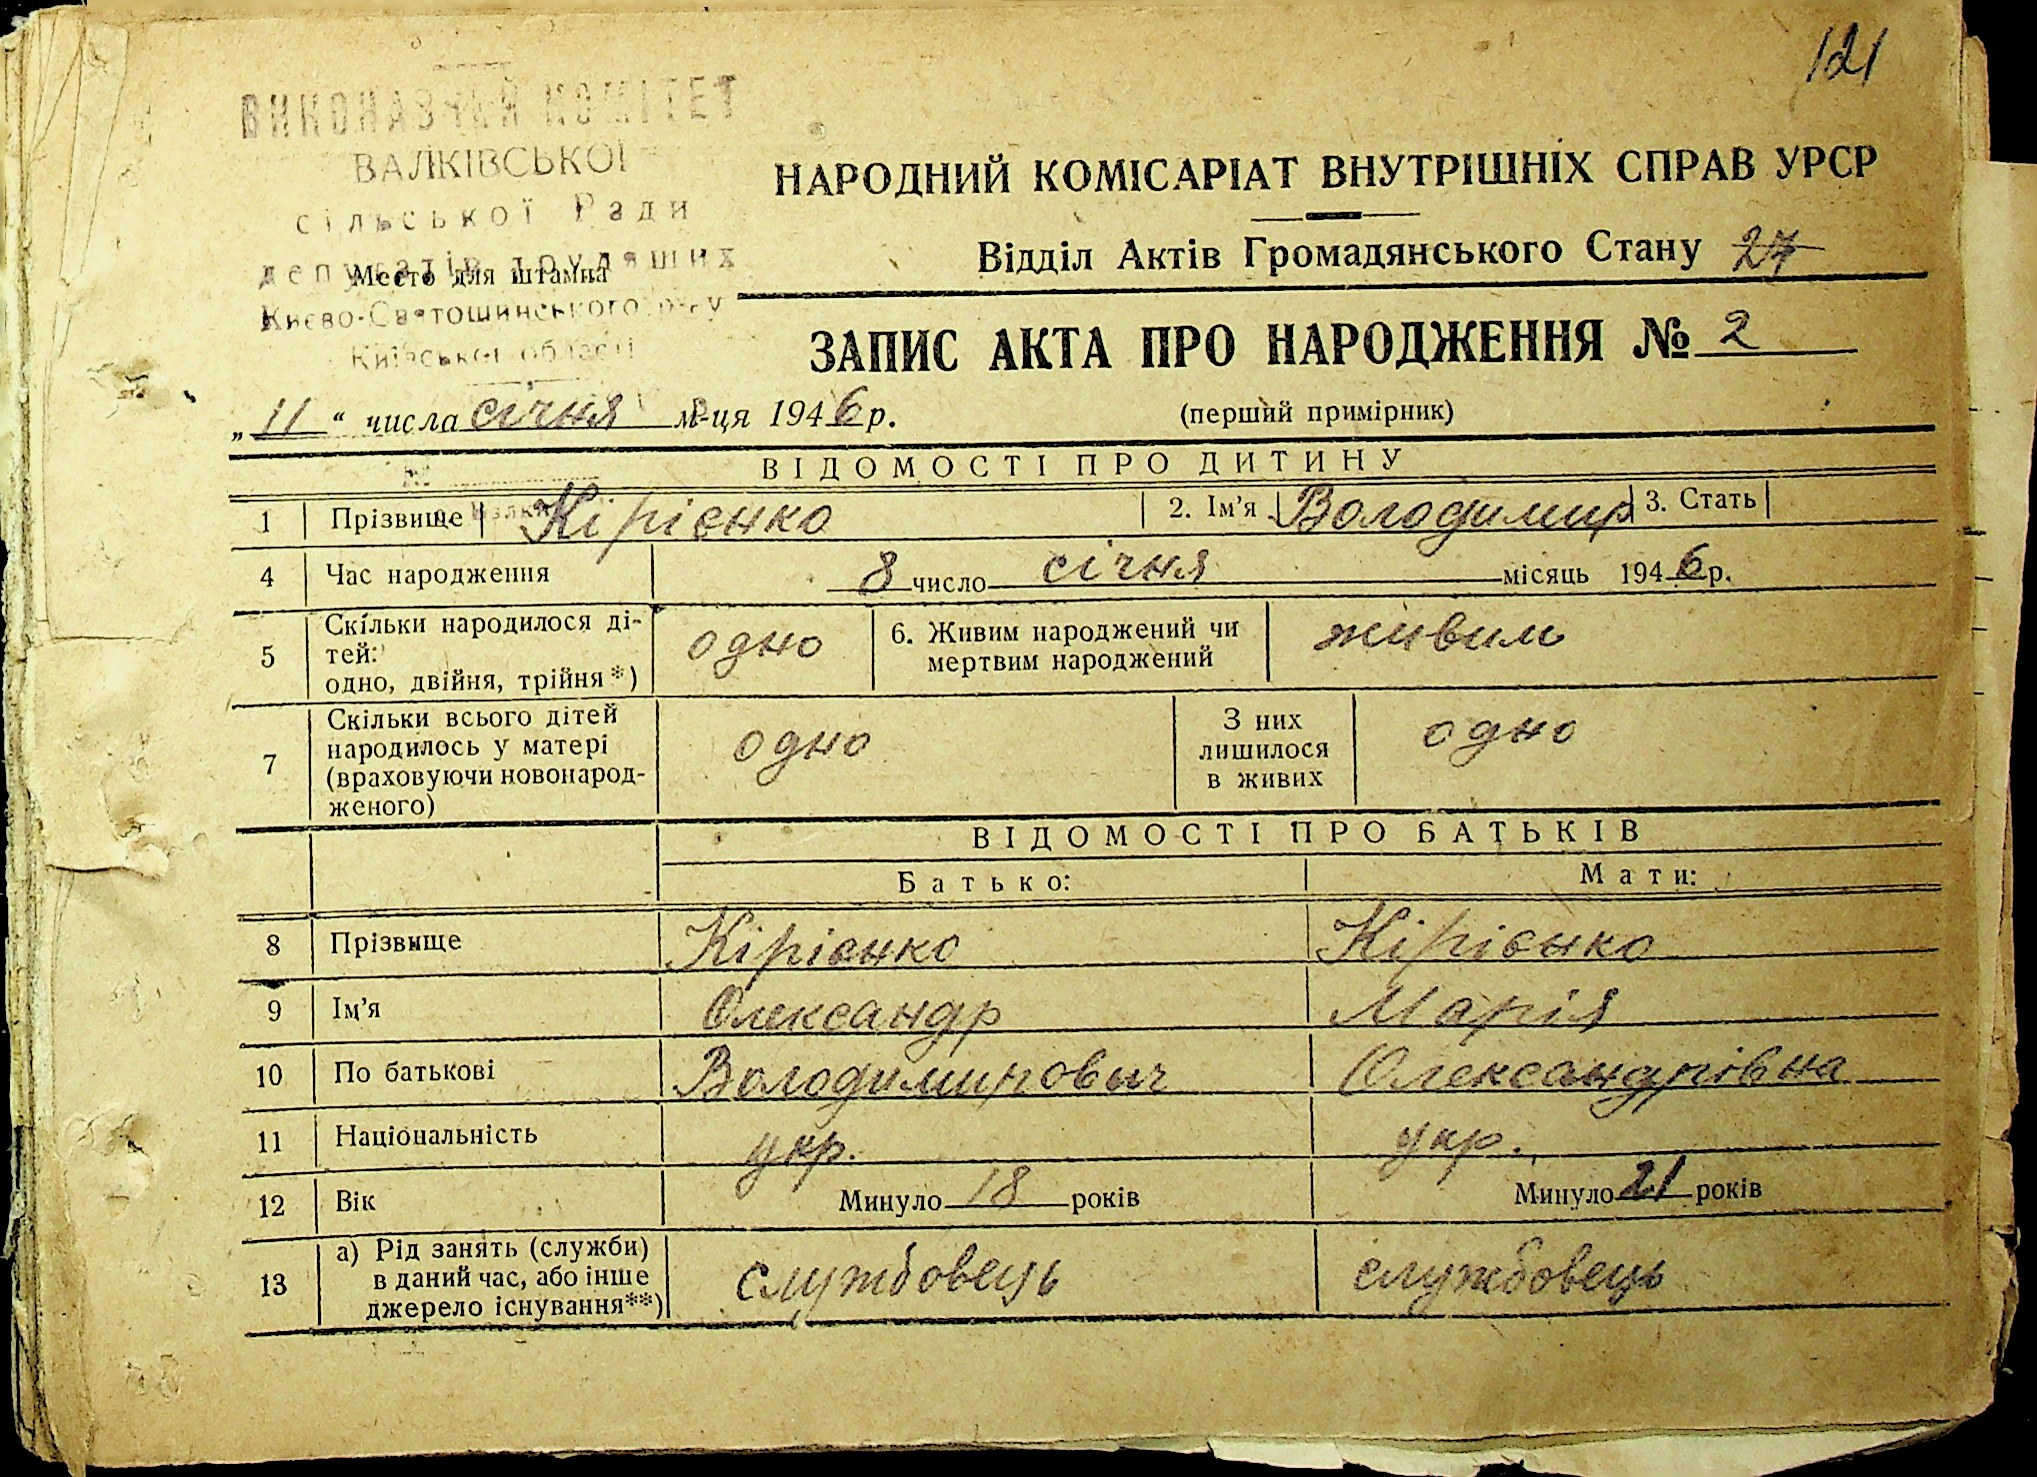 121
ВИКОНАВЧИЙ КОМІТЕТ
ВАЛКІВСЬКОЇ
сільської Ради
депутатів трудящих
Место для штампа
Києво-Святошинського р-ну
Київської області
НАРОДНИЙ КОМІСАРІАТ ВНУТРІШНІХ СПРАВ УРСР
Відділ Актів Громадянського Стану 27
ЗАПИС АКТА ПРО НАРОДЖЕННЯ № 2
„11“ числа січня м-ця 1946 р.
(перший примірник)
ВІДОМОСТІ ПРО ДИТИНУ
1 Прізвище Кірієнко 2. Ім'я Володимир 3. Стать
4 Час народження 8 число січня місяць 1946 р.
5 Скільки народилося ді-
тей:
одно, двійня, трійня*) одно 6. Живим народжений чи
мертвим народжений живим
7 Скільки всього дітей
народилось у матері
(враховуючи новонарод-
женого) одно З них
лишилося
в живих одно
ВІДОМОСТІ ПРО БАТЬКІВ
Батько: Мати:
8 Прізвище Кірієнко Кірієнко
9 Ім'я Олександр Марія
10 По батькові Володимирович Олександрівна
11 Національність укр. укр.
12 Вік Минуло 18 років Минуло 21 років
13 а) Рід занять (служби)
в даний час, або інше
джерело існування**) службовець службовець